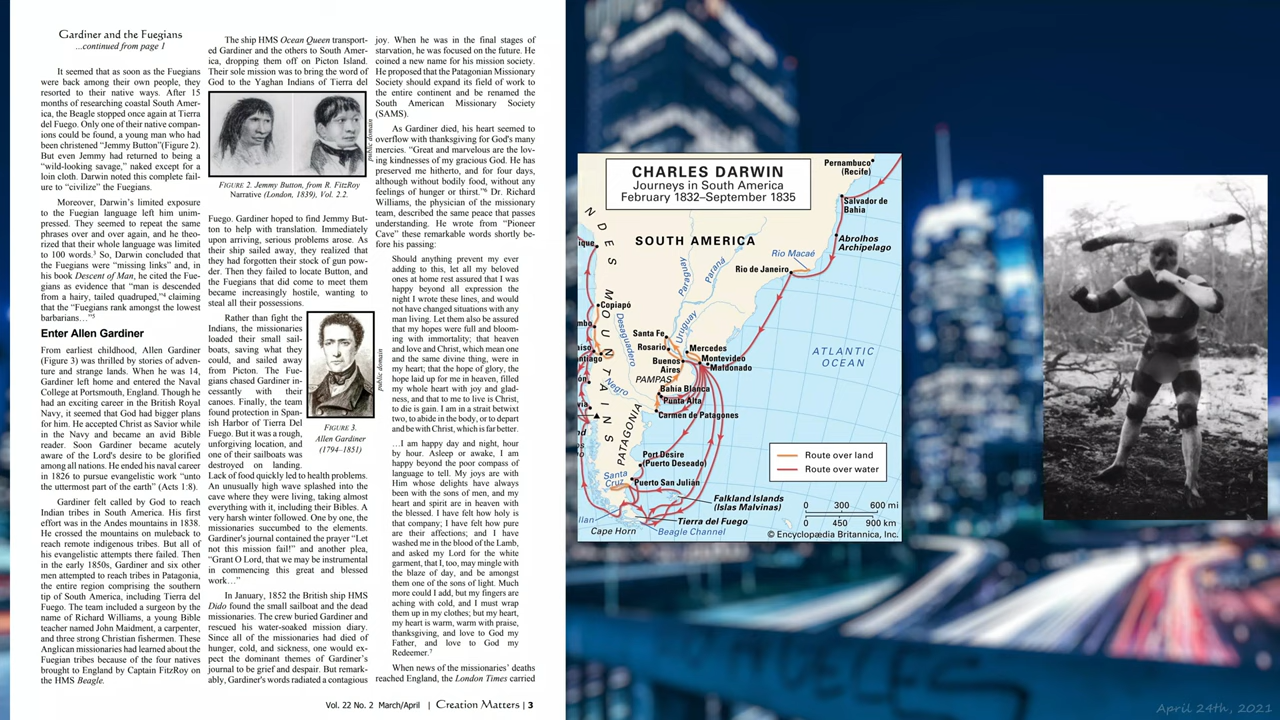 Gardiner and the Fuegians
...continued from page 1
It seemed that as soon as the Fuegians
were back among their own people, they
resorted to their native ways. After 15
months of researching coastal South Amer-
ica, the Beagle stopped once again at Tierra
del Fuego. Only one of their native compan-
ions could be found, a young man who had
been christened “Jemmy Button”(Figure 2).
But even Jemmy had returned to being a
“wild-looking savage,” naked except for a
loin cloth. Darwin noted this complete fail-
ure to “civilize” the Fuegians.
Moreover, Darwin’s limited exposure
to the Fuegian language left him unim-
pressed. They seemed to repeat the same
phrases over and over again, and he theo-
rized that their whole language was limited
to 100 words.³ So, Darwin concluded that
the Fuegians were “missing links” and, in
his book Descent of Man, he cited the Fue-
gians as evidence that “man is descended
from a hairy, tailed quadruped,”⁴ claiming
that the “Fuegians rank amongst the lowest
barbarians…”⁵
Enter Allen Gardiner
From earliest childhood, Allen Gardiner
(Figure 3) was thrilled by stories of adven-
ture and strange lands. When he was 14,
Gardiner left home and entered the Naval
College at Portsmouth, England. Though he
had an exciting career in the British Royal
Navy, it seemed that God had bigger plans
for him. He accepted Christ as Savior while
in the Navy and became an avid Bible
reader. Soon Gardiner became acutely
aware of the Lord's desire to be glorified
among all nations. He ended his naval career
in 1826 to pursue evangelistic work “unto
the uttermost part of the earth” (Acts 1:8).
Gardiner felt called by God to reach
Indian tribes in South America. His first
effort was in the Andes mountains in 1838.
He crossed the mountains on muleback to
reach remote indigenous tribes. But all of
his evangelistic attempts there failed. Then
in the early 1850s, Gardiner and six other
men attempted to reach tribes in Patagonia,
the entire region comprising the southern
tip of South America, including Tierra del
Fuego. The team included a surgeon by the
name of Richard Williams, a young Bible
teacher named John Maidment, a carpenter,
and three strong Christian fishermen. These
Anglican missionaries had learned about the
Fuegian tribes because of the four natives
brought to England by Captain FitzRoy on
the HMS Beagle.
The ship HMS Ocean Queen transport-
ed Gardiner and the others to South Amer-
ica, dropping them off on Picton Island.
Their sole mission was to bring the word of
God to the Yaghan Indians of Tierra del
public domain
FIGURE 2. Jemmy Button, from R. FitzRoy
Narrative (London, 1839), Vol. 2.2.
Fuego. Gardiner hoped to find Jemmy But-
ton to help with translation. Immediately
upon arriving, serious problems arose. As
their ship sailed away, they realized that
they had forgotten their stock of gun pow-
der. Then they failed to locate Button, and
the Fuegians that did come to meet them
became increasingly hostile, wanting to
steal all their possessions.
Rather than fight the
Indians, the missionaries
loaded their small sail-
boats, saving what they
could, and sailed away
from Picton. The Fue-
gians chased Gardiner in-
cessantly with their
canoes. Finally, the team
found protection in Span-
ish Harbor of Tierra Del
Fuego. But it was a rough,
unforgiving location, and
one of their sailboats was
destroyed on landing.
public domain
FIGURE 3.
Allen Gardiner
(1794–1851)
Lack of food quickly led to health problems.
An unusually high wave splashed into the
cave where they were living, taking almost
everything with it, including their Bibles. A
very harsh winter followed. One by one, the
missionaries succumbed to the elements.
Gardiner's journal contained the prayer “Let
not this mission fail!” and another plea,
“Grant O Lord, that we may be instrumental
in commencing this great and blessed
work…”
In January, 1852 the British ship HMS
Dido found the small sailboat and the dead
missionaries. The crew buried Gardiner and
rescued his water-soaked mission diary.
Since all of the missionaries had died of
hunger, cold, and sickness, one would ex-
pect the dominant themes of Gardiner’s
journal to be grief and despair. But remark-
ably, Gardiner's words radiated a contagious
joy. When he was in the final stages of
starvation, he was focused on the future. He
coined a new name for his mission society.
He proposed that the Patagonian Missionary
Society should expand its field of work to
the entire continent and be renamed the
South American Missionary Society
(SAMS).
As Gardiner died, his heart seemed to
overflow with thanksgiving for God's many
mercies. “Great and marvelous are the lov-
ing kindnesses of my gracious God. He has
preserved me hitherto, and for four days,
although without bodily food, without any
feelings of hunger or thirst.”⁶ Dr. Richard
Williams, the physician of the missionary
team, described the same peace that passes
understanding. He wrote from “Pioneer
Cave” these remarkable words shortly be-
fore his passing:
Should anything prevent my ever
adding to this, let all my beloved
ones at home rest assured that I was
happy beyond all expression the
night I wrote these lines, and would
not have changed situations with any
man living. Let them also be assured
that my hopes were full and bloom-
ing with immortality; that heaven
and love and Christ, which mean one
and the same divine thing, were in
my heart; that the hope of glory, the
hope laid up for me in heaven, filled
my whole heart with joy and glad-
ness, and that to me to live is Christ,
to die is gain. I am in a strait betwixt
two, to abide in the body, or to depart
and be with Christ, which is far better.
…I am happy day and night, hour
by hour. Asleep or awake, I am
happy beyond the poor compass of
language to tell. My joys are with
Him whose delights have always
been with the sons of men, and my
heart and spirit are in heaven with
the blessed. I have felt how holy is
that company; and I have felt how pure
are their affections; and I have
washed me in the blood of the Lamb,
and asked my Lord for the white
garment, that I, too, may mingle with
the blaze of day, and be amongst
them one of the sons of light. Much
more could I add, but my fingers are
aching with cold, and I must wrap
them up in my clothes; but my heart,
my heart is warm, warm with praise,
thanksgiving, and love to God my
Father, and love to God my
Redeemer.⁷
When news of the missionaries’ deaths
reached England, the London Times carried
Vol. 22 No. 2 March/April | Creation Matters | 3
CHARLES DARWIN
Journeys in South America
February 1832–September 1835
Pernambuco
(Recife)
Salvador de
Bahia
Abrolhos
Archipelago
SOUTH AMERICA
ANDES MOUNTAINS
ique
Rio Macaé
Rio de Janeiro
Paraguay
Paraná
Copiapó
Desaguadero
Uruguay
mbo
Santa Fe
Rosario
Mercedes
aiso
ntiago
Buenos
Aires
Montevideo
Maldonado
ATLANTIC
OCEAN
PAMPAS
Negro
Bahía Blanca
Punta Alta
Carmen de Patagones
via
PATAGONIA
Port Desire
(Puerto Deseado)
Route over land
Route over water
Santa
Cruz
Puerto San Julián
Falkland Islands
(Islas Malvinas)
0 300 600 mi
0 450 900 km
llan
Tierra del Fuego
Cape Horn
Beagle Channel
© Encyclopædia Britannica, Inc.
April 24th, 2021